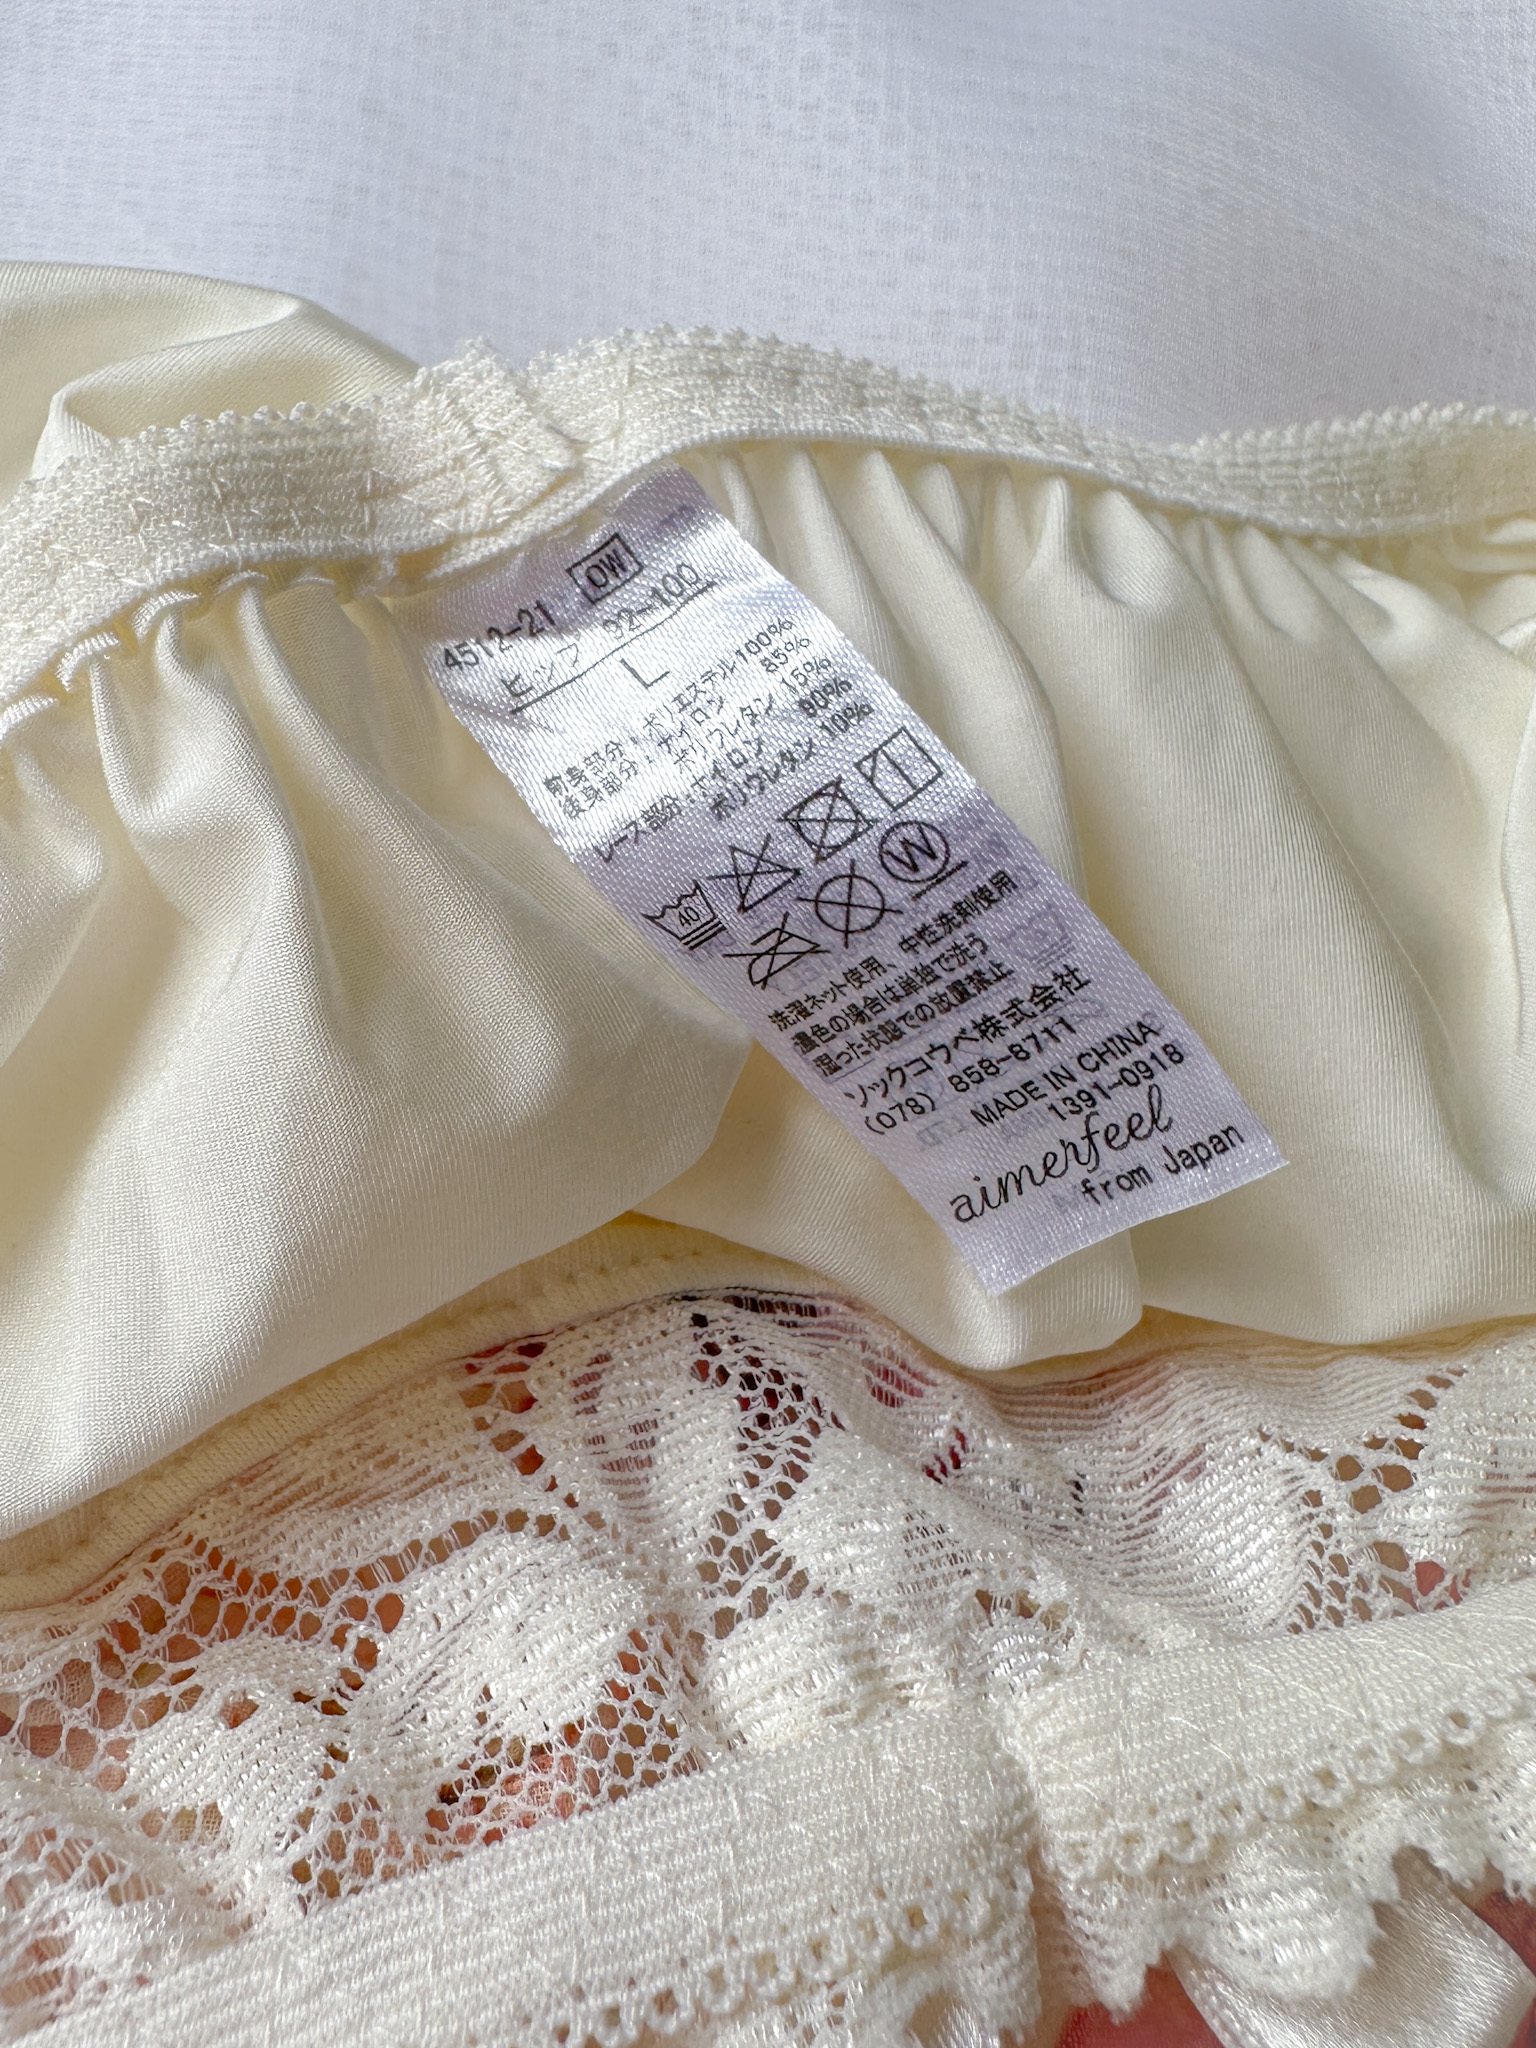 4512-21 OW
ヒップ 92~100
L
前身部分:ポリエステル100%
後身部分:ナイロン 85%
ポリウレタン 15%
レース部分:ナイロン 90%
ポリウレタン 10%
40
W
洗濯ネット使用、中性洗剤使用
濃色の場合は単独で洗う
湿った状態での放置禁止
ソックコウベ株式会社
(078) 858-8711
MADE IN CHINA
1391-0918
aimerfeel
from Japan